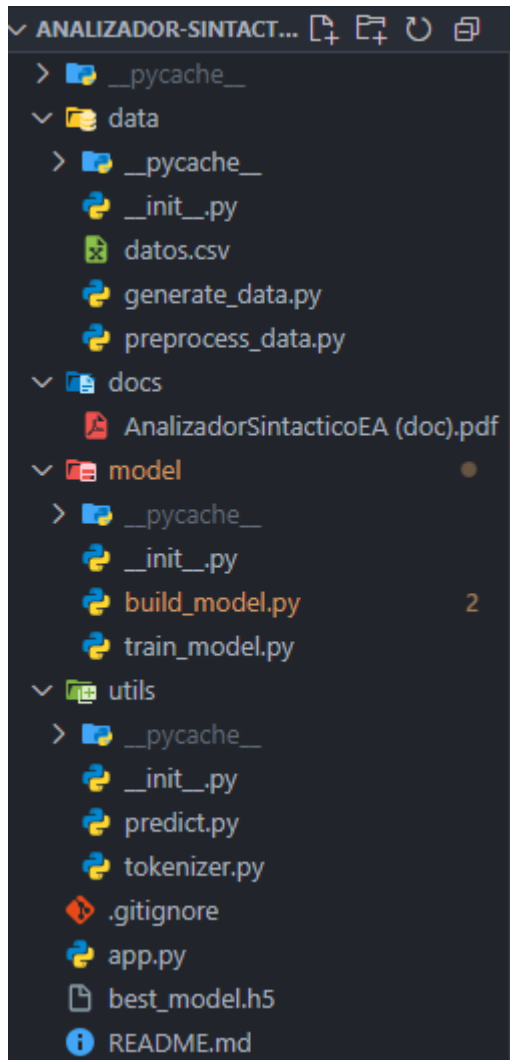 ANALIZADOR-SINTACT...
__pycache__
data
__pycache__
__init__.py
datos.csv
generate_data.py
preprocess_data.py
docs
AnalizadorSintacticoEA (doc).pdf
model
__pycache__
__init__.py
build_model.py 2
train_model.py
utils
__pycache__
__init__.py
predict.py
tokenizer.py
.gitignore
app.py
best_model.h5
README.md